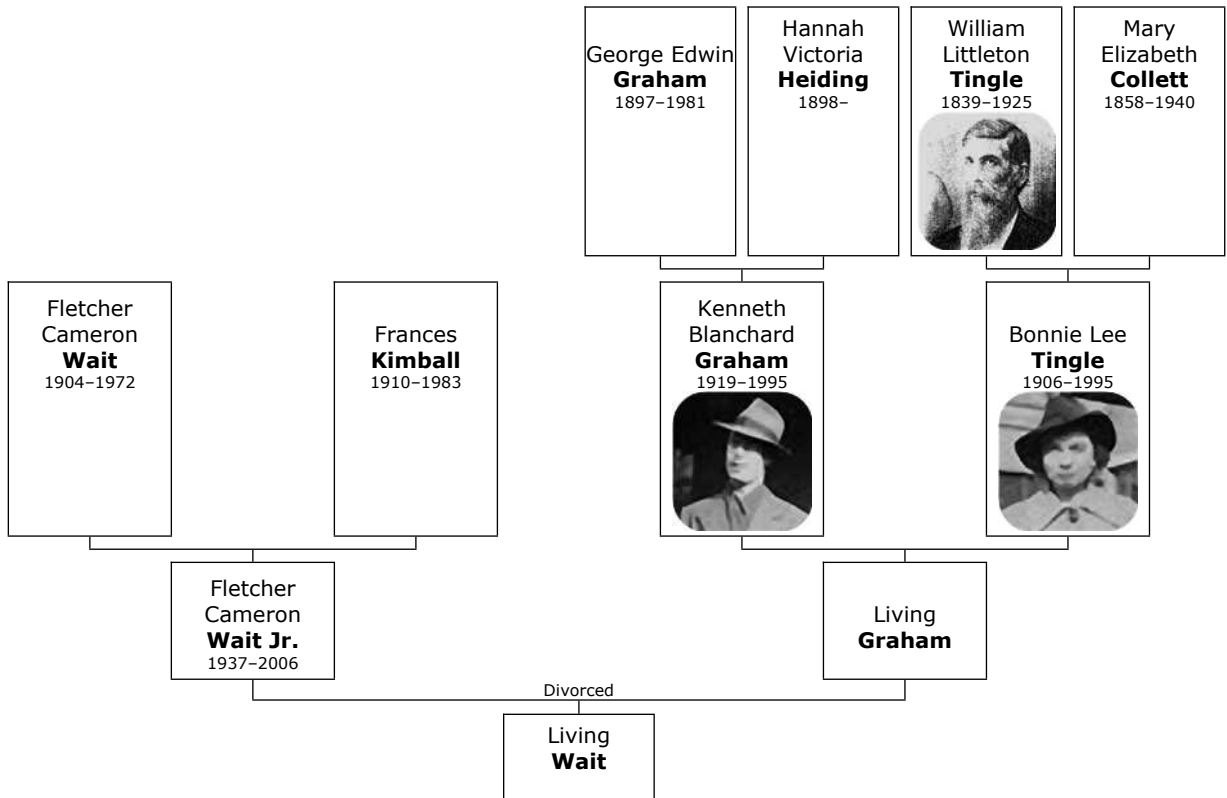 George Edwin
Graham
1897–1981
Hannah
Victoria
Heiding
1898–
William
Littleton
Tingle
1839–1925
Mary
Elizabeth
Collett
1858–1940
Fletcher
Cameron
Wait
1904–1972
Frances
Kimball
1910–1983
Kenneth
Blanchard
Graham
1919–1995
Bonnie Lee
Tingle
1906–1995
Fletcher
Cameron
Wait Jr.
1937–2006
Living
Graham
Divorced
Living
Wait